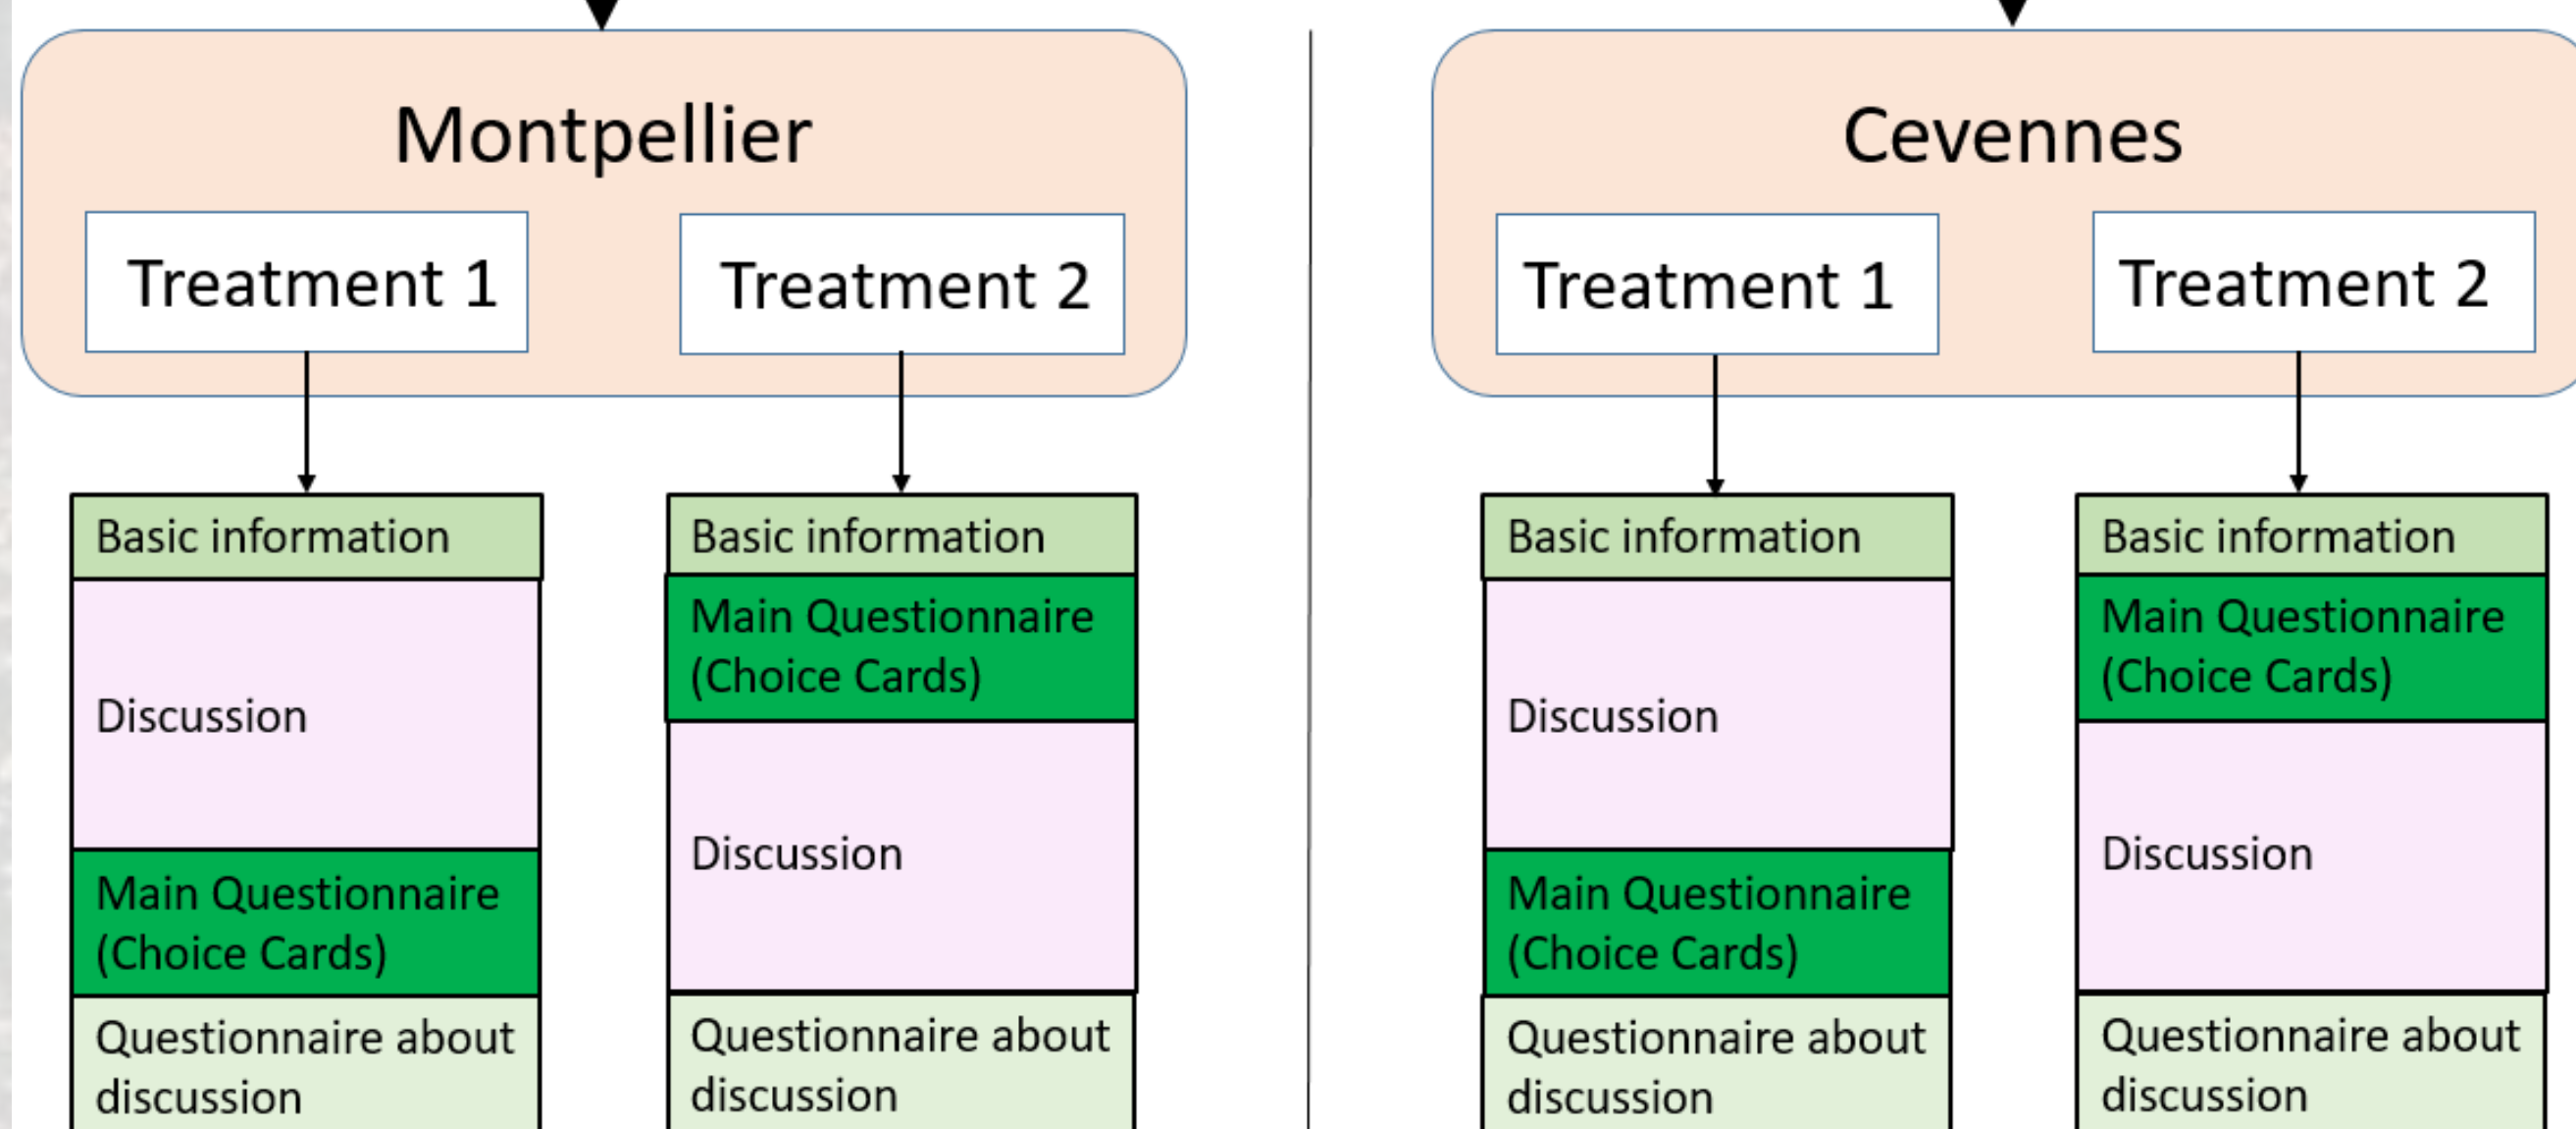 Montpellier
Treatment 1
Treatment 2
Basic information
Discussion
Main Questionnaire
(Choice Cards)
Questionnaire about
discussion
Basic information
Main Questionnaire
(Choice Cards)
Discussion
Questionnaire about
discussion
Cevennes
Treatment 1
Treatment 2
Basic information
Discussion
Main Questionnaire
(Choice Cards)
Questionnaire about
discussion
Basic information
Main Questionnaire
(Choice Cards)
Discussion
Questionnaire about
discussion